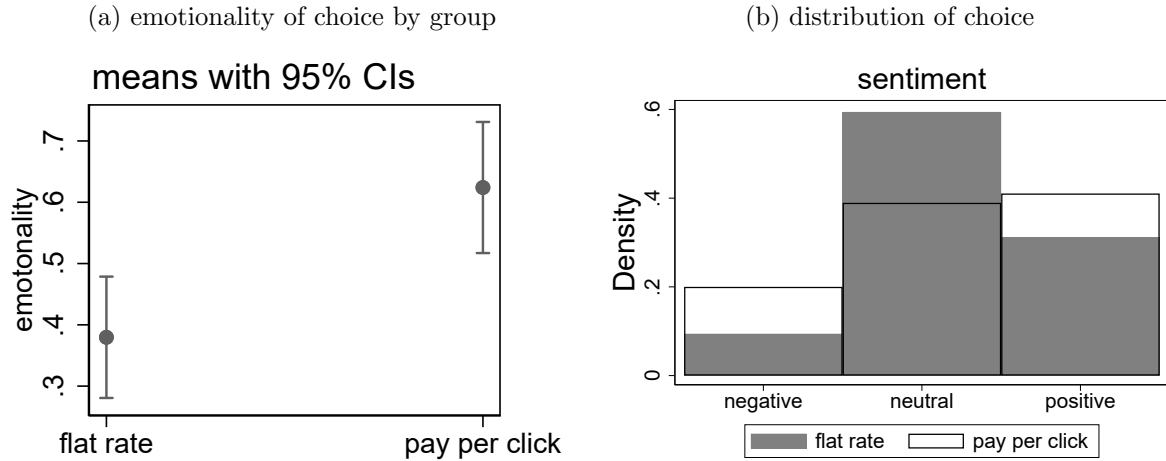 (a) emotionality of choice by group
means with 95% CIs
emotonality
.7
.6
.5
.4
.3
flat rate
pay per click
(b) distribution of choice
sentiment
Density
.6
.4
.2
0
negative
neutral
positive
flat rate
pay per click